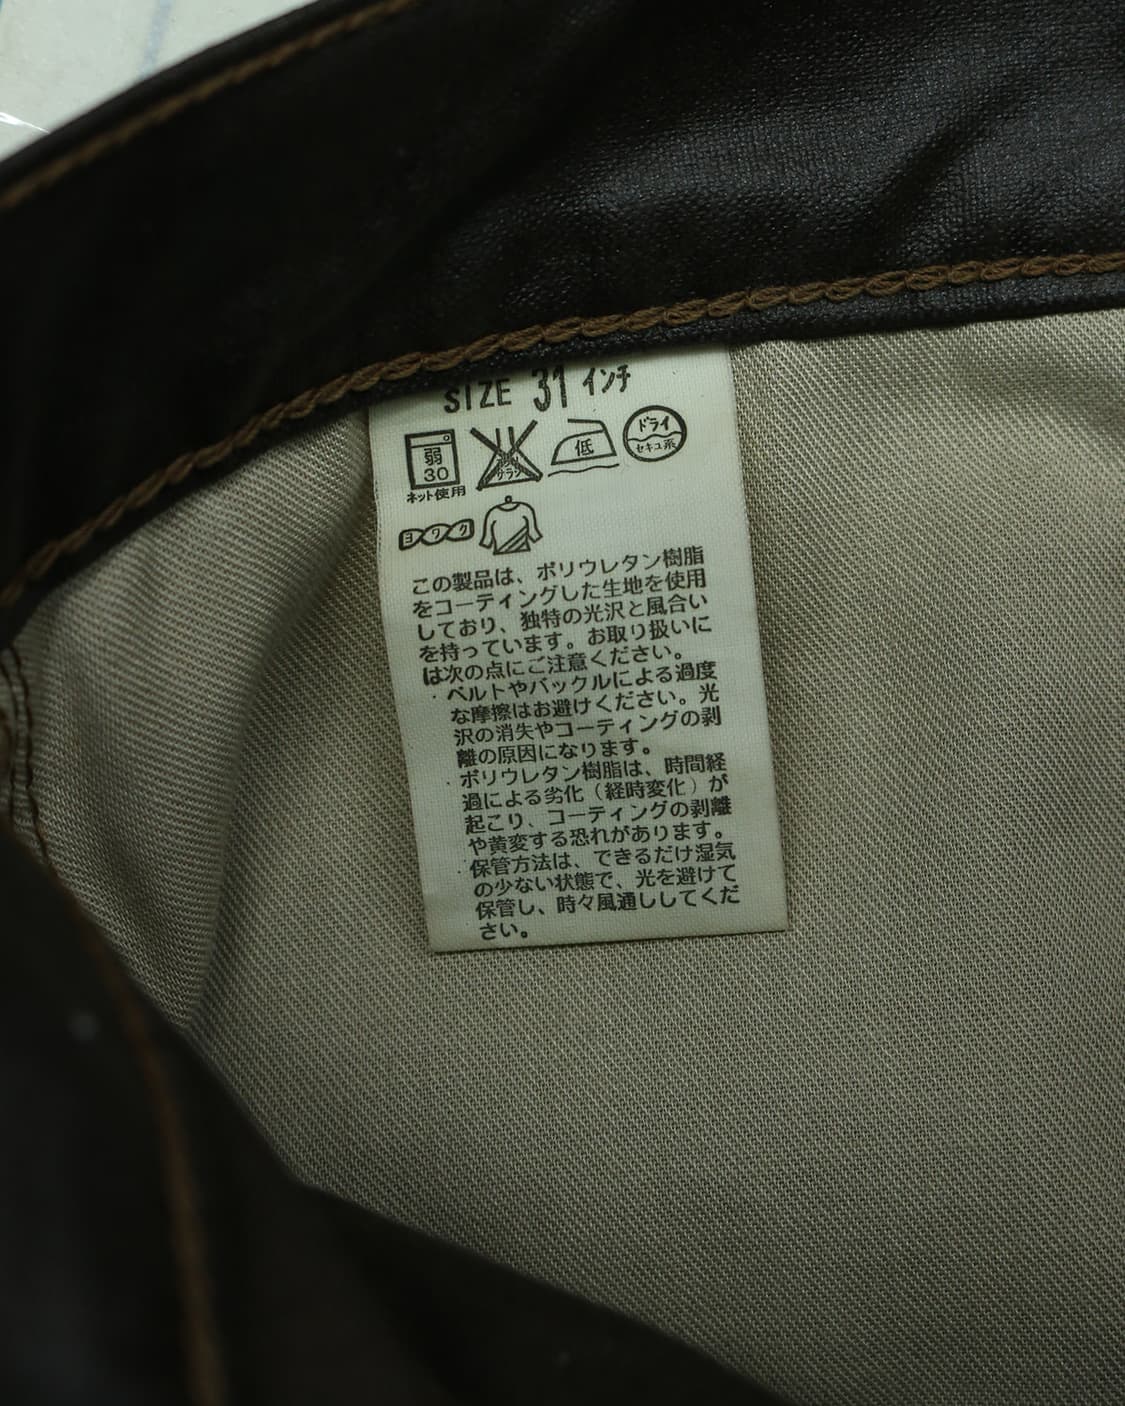 SIZE 31 インチ
弱
30
ネット使用
エンソサラシ
低
ドライ
セキユ系
ヨワク
この製品は、ポリウレタン樹脂
をコーティングした生地を使用
しており、独特の光沢と風合い
を持っています。お取り扱いに
は次の点にご注意ください。
・ベルトやバックルによる過度
な摩擦はお避けください。光
沢の消失やコーティングの剥
離の原因になります。
・ポリウレタン樹脂は、時間経
過による劣化（経時変化）が
起こり、コーティングの剥離
や黄変する恐れがあります。
・保管方法は、できるだけ湿気
の少ない状態で、光を避けて
保管し、時々風通ししてくだ
さい。